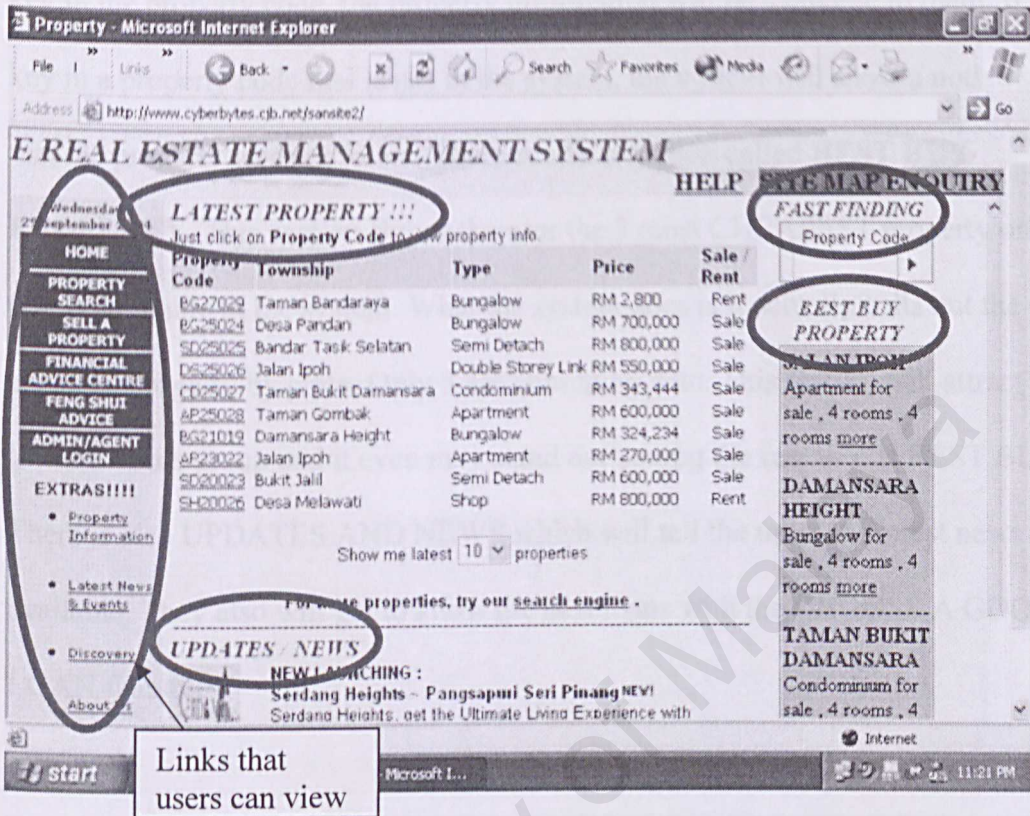 Property - Microsoft Internet Explorer
File Links Back Search Favorites Media
Address http://www.cyberbytes.cjb.net/sansite2/ Go
E REAL ESTATE MANAGEMENT SYSTEM
HELP SITE MAP ENQUIRY
Wednesday
September
HOME
PROPERTY
SEARCH
SELL A
PROPERTY
FINANCIAL
ADVICE CENTRE
FENG SHUI
ADVICE
ADMIN/AGENT
LOGIN
EXTRAS!!!!
Property
Information
Latest News
& Events
Discovery
About Us
LATEST PROPERTY !!!
Just click on Property Code to view property info.
Property Code Township Type Price Sale / Rent
BG27029 Taman Bandaraya Bungalow RM 2,800 Rent
BG25024 Desa Pandan Bungalow RM 700,000 Sale
SD25025 Bandar Tasik Selatan Semi Detach RM 800,000 Sale
DS25026 Jalan Ipoh Double Storey Link RM 550,000 Sale
CD25027 Taman Bukit Damansara Condominium RM 343,444 Sale
AP25028 Taman Gombak Apartment RM 600,000 Sale
BG21019 Damansara Height Bungalow RM 324,234 Sale
AP23022 Jalan Ipoh Apartment RM 270,000 Sale
SD20023 Bukit Jalil Semi Detach RM 600,000 Sale
SH20026 Desa Melawati Shop RM 800,000 Rent
Show me latest 10 properties
For more properties, try our search engine
UPDATES / NEWS
NEW LAUNCHING :
Serdang Heights ~ Pangsapuri Seri Pinang NEW!
Serdang Heights, get the Ultimate Living Experience with
FAST FINDING
Property Code
BEST BUY
PROPERTY
JALAN IPOH
Apartment for
sale , 4 rooms , 4
rooms more
DAMANSARA
HEIGHT
Bungalow for
sale , 4 rooms , 4
rooms more
TAMAN BUKIT
DAMANSARA
Condominium for
sale , 4 rooms , 4
Internet
start
- Microsoft I...
11:21 PM
Links that
users can view